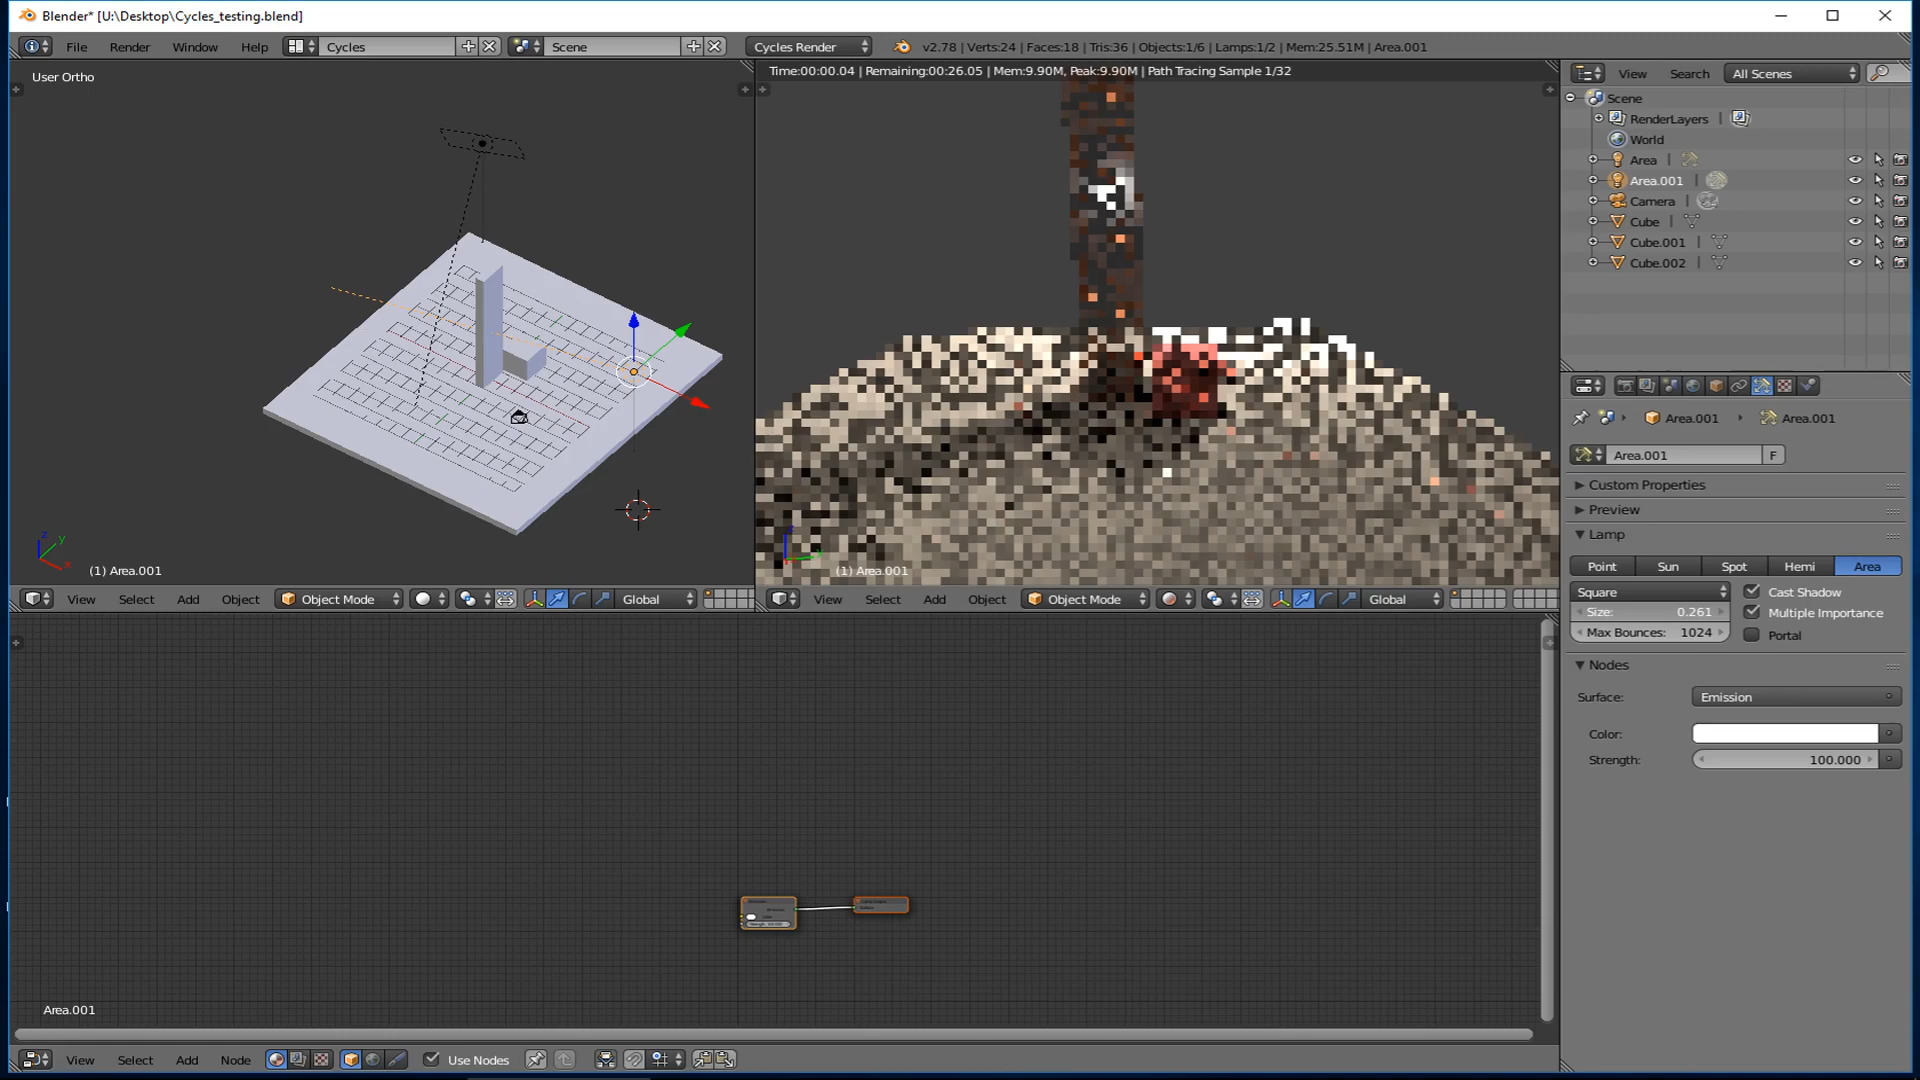 Blender* [U:\Desktop\Cycles_testing.blend]
File Render Window Help Cycles Scene Cycles Render v2.78 | Verts:24 | Faces:18 | Tris:36 | Objects:1/6 | Lamps:1/2 | Mem:25.51M | Area.001
User Ortho
Time:00:00.04 | Remaining:00:26.05 | Mem:9.90M, Peak:9.90M | Path Tracing Sample 1/32
View Search All Scenes
Scene
RenderLayers
World
Area
Area.001
Camera
Cube
Cube.001
Cube.002
Area.001 Area.001
Area.001 F
Custom Properties
Preview
Lamp
Point Sun Spot Hemi Area
Square Cast Shadow
Size: 0.261 Multiple Importance
Max Bounces: 1024 Portal
Nodes
Surface: Emission
Color:
Strength: 100.000
z y x
(1) Area.001
(1) Area.001
View Select Add Object Object Mode Global
View Select Add Object Object Mode Global
Area.001
View Select Add Node Use Nodes